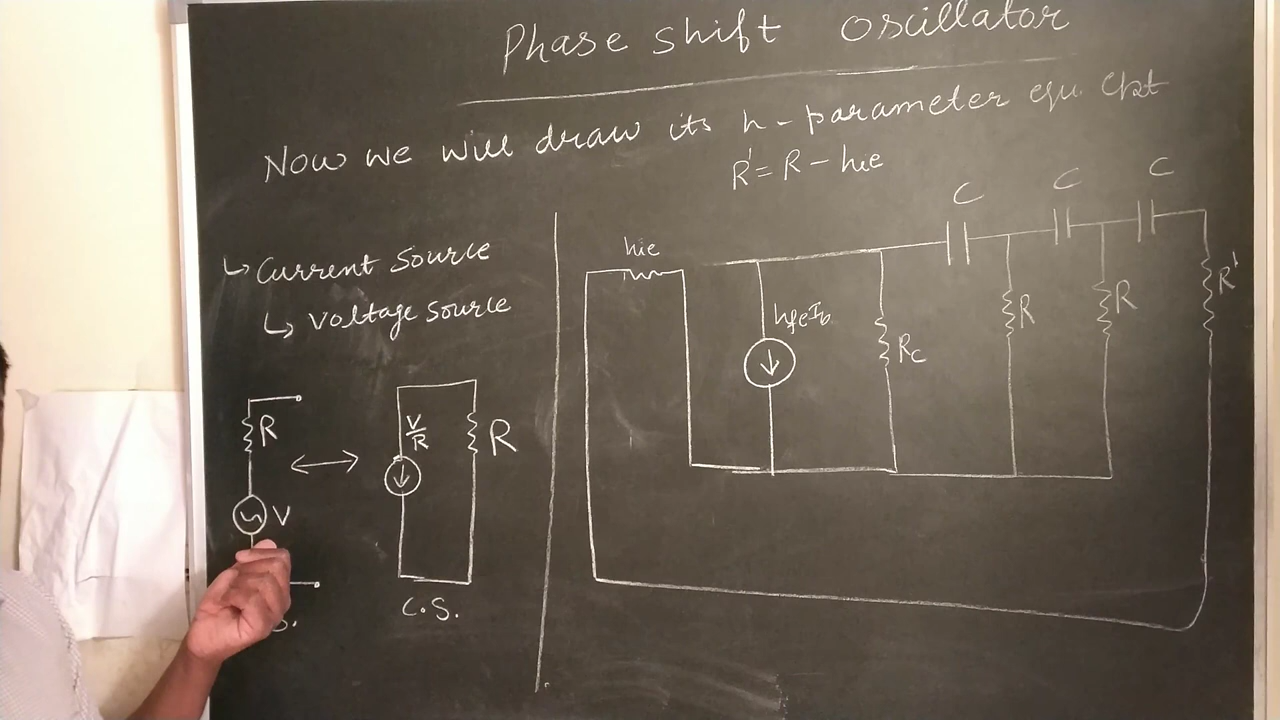 Phase shift oscillator
Now we will draw its h-parameter equ. ckt
R' = R - hie
↳ Current Source
↳ Voltage Source
R
V
S.
V/R
R
C.S.
hie
hfeIb
Rc
C
C
C
R
R
R'